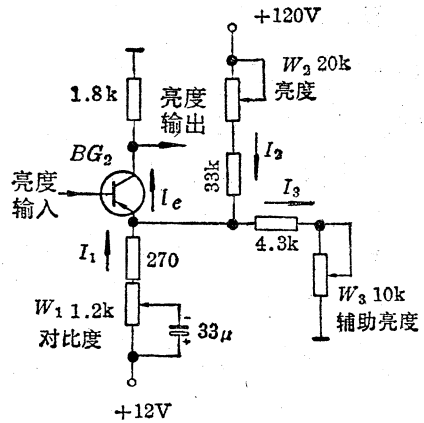 +120V
W₂ 20k
亮度
1.8k
亮度
输出
BG₂
33k
I₂
亮度
输入
Ie
I₃
I₁
270
4.3k
W₁ 1.2k
对比度
-
+
33μ
W₃ 10k
辅助亮度
+12V